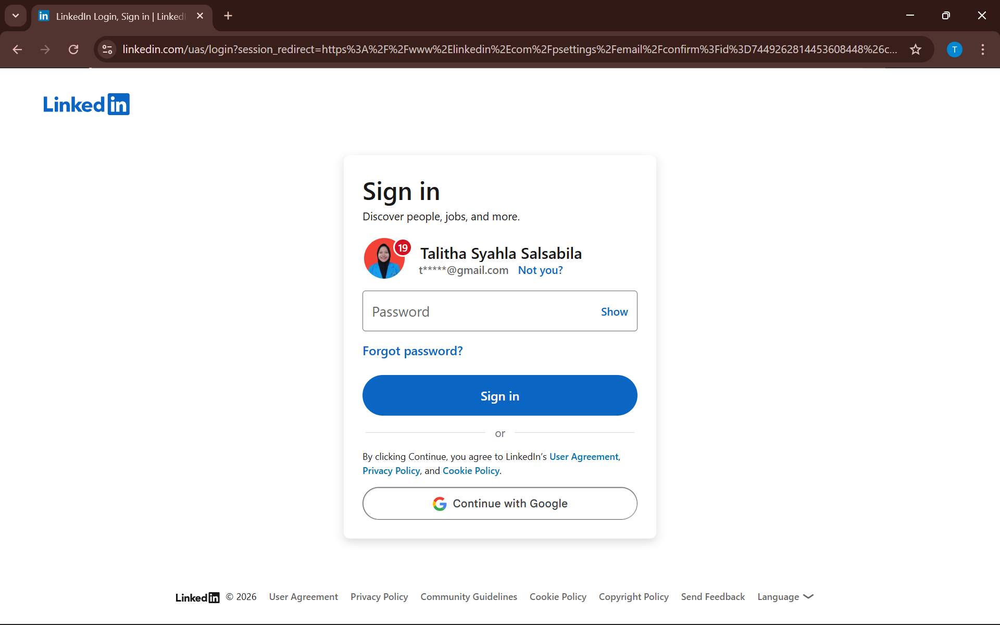 LinkedIn Login, Sign in | Linked
linkedin.com/uas/login?session_redirect=https%3A%2F%2Fwww%2Elinkedin%2Ecom%2Fpsettings%2Femail%2Fconfirm%3Fid%3D7449262814453608448%26c...
T
LinkedIn
Sign in
Discover people, jobs, and more.
19
Talitha Syahla Salsabila
t*****@gmail.com Not you?
Password Show
Forgot password?
Sign in
or
By clicking Continue, you agree to LinkedIn’s User Agreement,
Privacy Policy, and Cookie Policy.
Continue with Google
LinkedIn © 2026 User Agreement Privacy Policy Community Guidelines Cookie Policy Copyright Policy Send Feedback Language